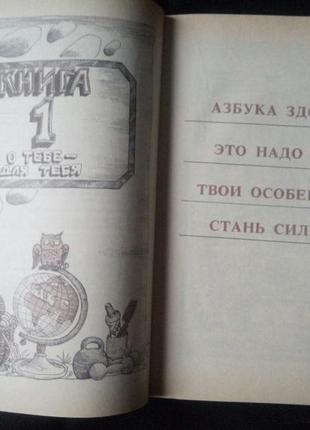 КНИГА
1
О ТЕБЕ—
ДЛЯ ТЕБЯ
АЗБУКА ЗДО
ЭТО НАДО
ТВОИ ОСОБЕ
СТАНЬ СИЛ